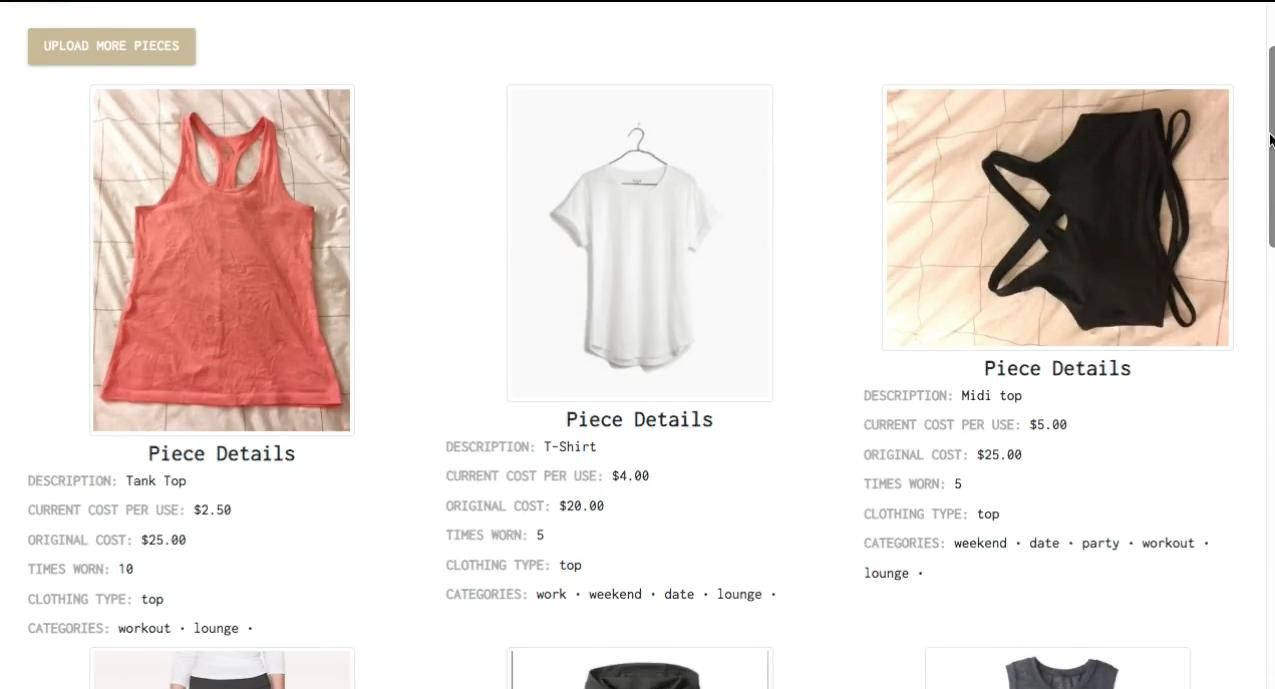 UPLOAD MORE PIECES
Piece Details
DESCRIPTION: Tank Top
CURRENT COST PER USE: $2.50
ORIGINAL COST: $25.00
TIMES WORN: 10
CLOTHING TYPE: top
CATEGORIES: workout · lounge ·
Piece Details
DESCRIPTION: T-Shirt
CURRENT COST PER USE: $4.00
ORIGINAL COST: $20.00
TIMES WORN: 5
CLOTHING TYPE: top
CATEGORIES: work · weekend · date · lounge ·
Piece Details
DESCRIPTION: Midi top
CURRENT COST PER USE: $5.00
ORIGINAL COST: $25.00
TIMES WORN: 5
CLOTHING TYPE: top
CATEGORIES: weekend · date · party · workout ·
lounge ·